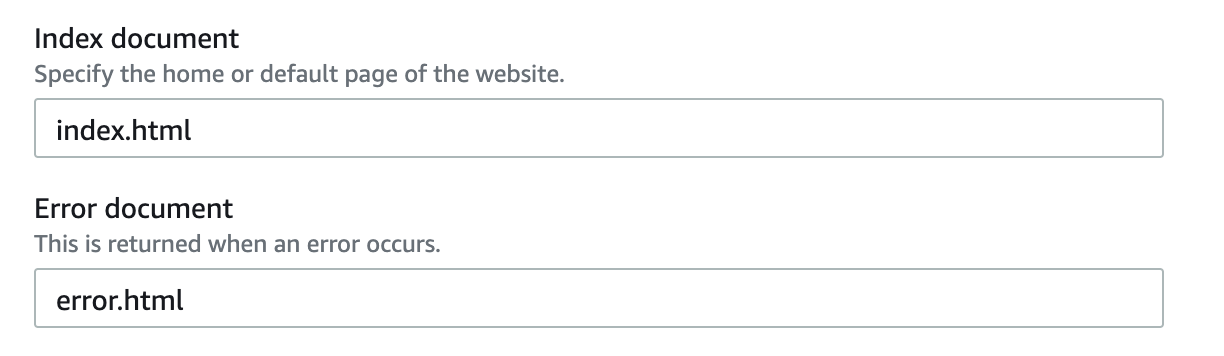 Index document
Specify the home or default page of the website.
index.html
Error document
This is returned when an error occurs.
error.html